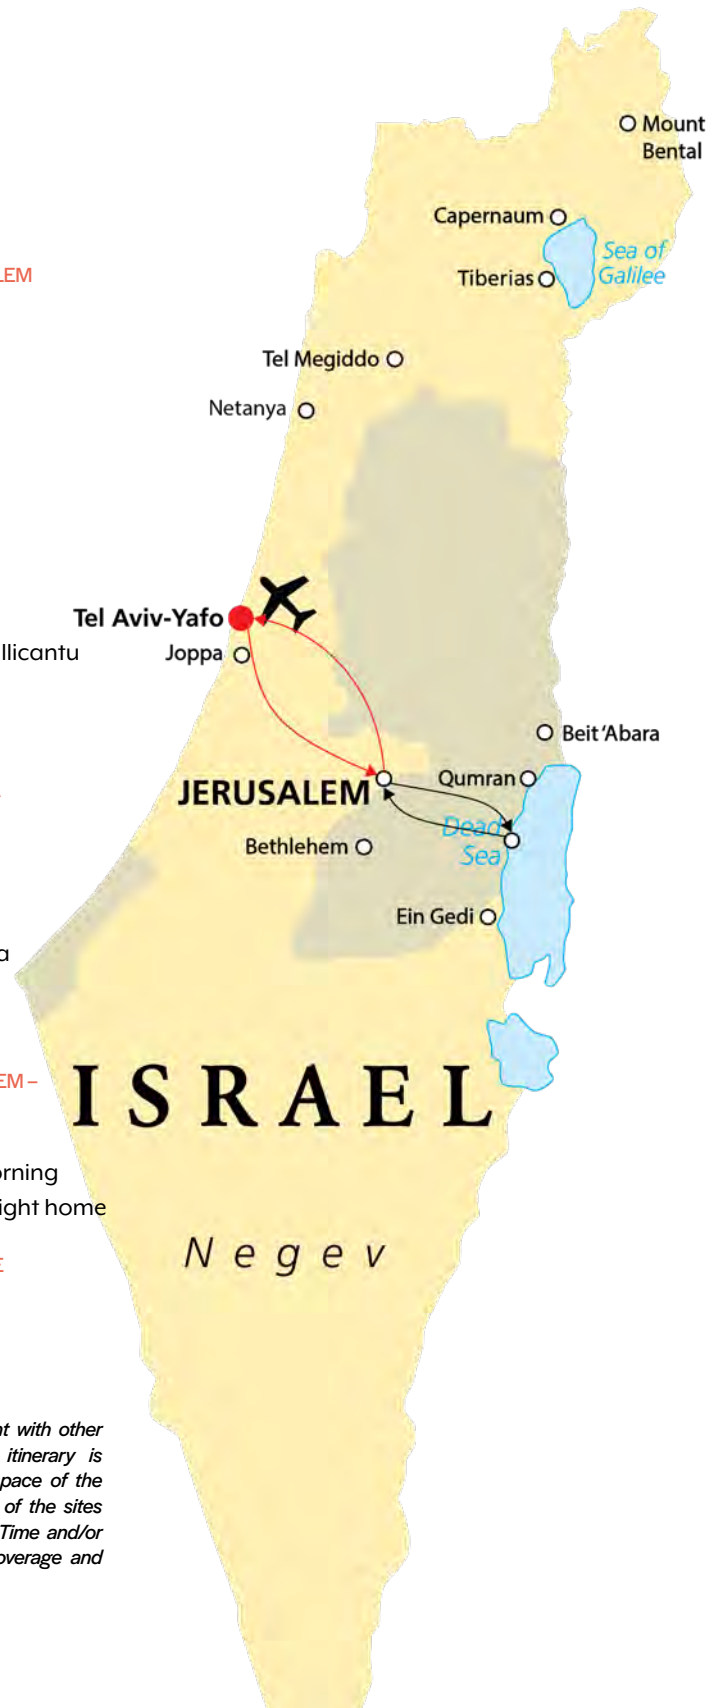 Mount
Bental
Capernaum
Sea of
Galilee
LEM
Tiberias
Tel Megiddo
Netanya
Tel Aviv-Yafo
llicantu
Joppa
Beit 'Abara
Qumran
JERUSALEM
Dead
Sea
Bethlehem
Ein Gedi
a
ISRAEL
EM –
orning
ight home
Negev
E
nt with other
itinerary is
pace of the
of the sites
Time and/or
overage and